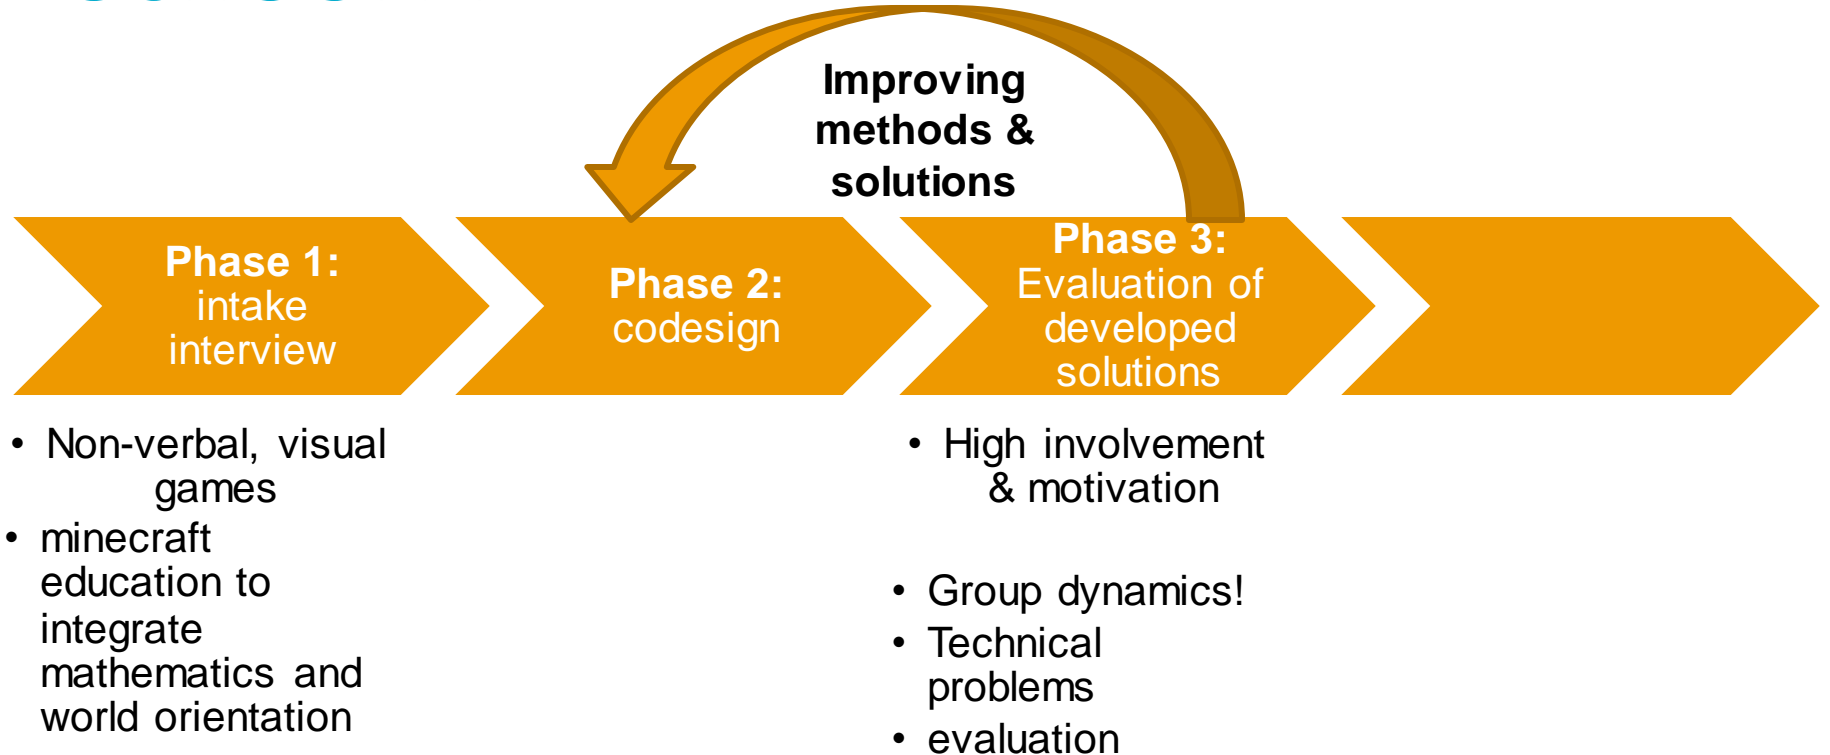 Improving
methods &
solutions
Phase 1:
intake
interview
Phase 2:
codesign
Phase 3:
Evaluation of
developed
solutions
• Non-verbal, visual
games
• minecraft
education to
integrate
mathematics and
world orientation
• High involvement
& motivation
• Group dynamics!
• Technical
problems
• evaluation